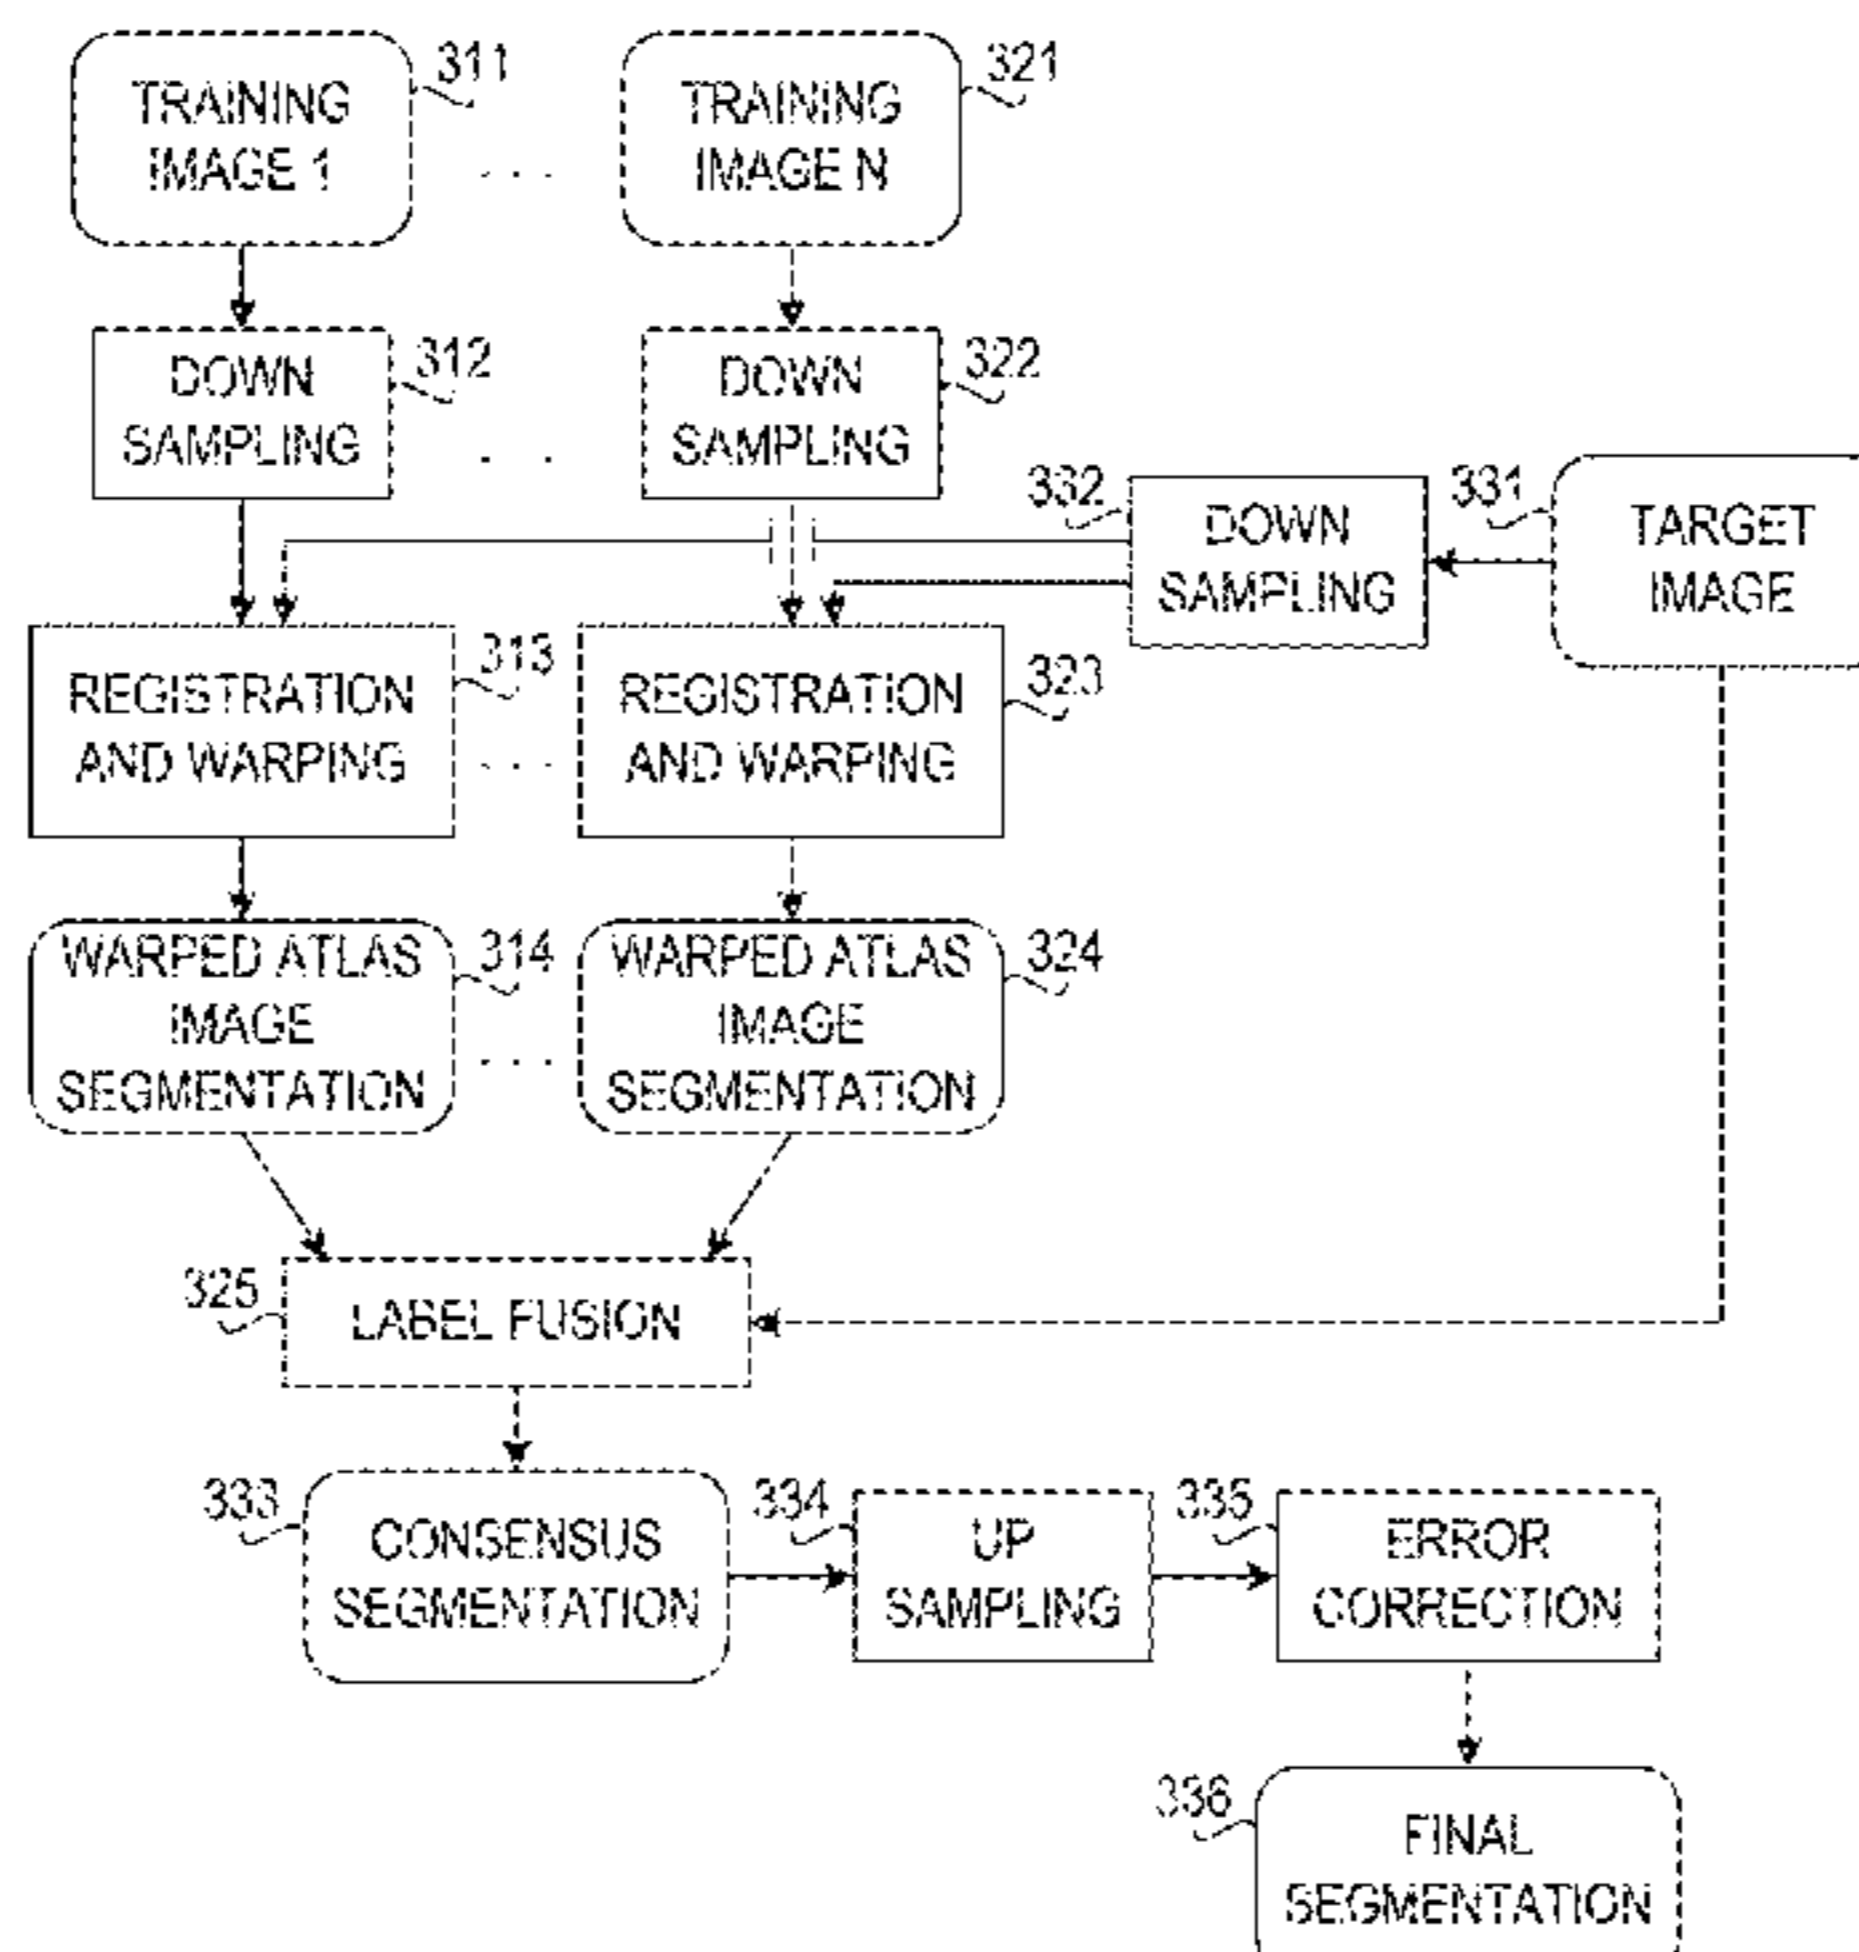 TRAINING
IMAGE 1
311
. . .
TRAINING
IMAGE N
321
DOWN
SAMPLING
312
. . .
DOWN
SAMPLING
322
332
DOWN
SAMPLING
331
TARGET
IMAGE
REGISTRATION
AND WARPING
313
. . .
REGISTRATION
AND WARPING
323
WARPED ATLAS
IMAGE
SEGMENTATION
314
. . .
WARPED ATLAS
IMAGE
SEGMENTATION
324
325
LABEL FUSION
333
CONSENSUS
SEGMENTATION
334
UP
SAMPLING
335
ERROR
CORRECTION
336
FINAL
SEGMENTATION